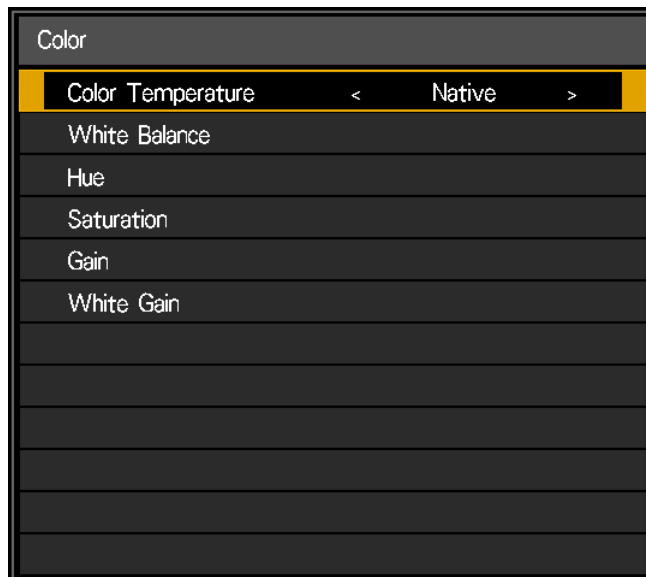 Color
Color Temperature < Native >
White Balance
Hue
Saturation
Gain
White Gain